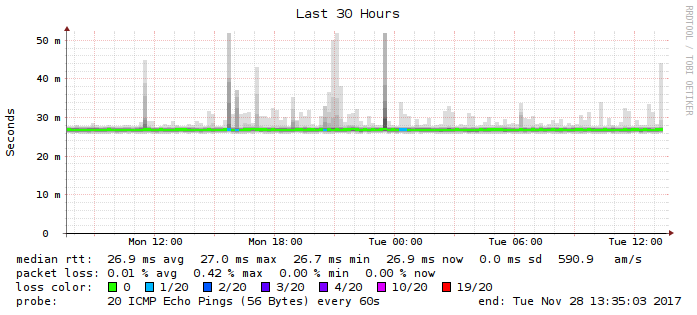 Last 30 Hours
RRDTOOL / TOBI OETIKER
Seconds
50 m
40 m
30 m
20 m
10 m
0
Mon 12:00 Mon 18:00 Tue 00:00 Tue 06:00 Tue 12:00
median rtt: 26.9 ms avg 27.0 ms max 26.7 ms min 26.9 ms now 0.0 ms sd 590.9 am/s
packet loss: 0.01 % avg 0.42 % max 0.00 % min 0.00 % now
loss color: 0 1/20 2/20 3/20 4/20 10/20 19/20
probe: 20 ICMP Echo Pings (56 Bytes) every 60s end: Tue Nov 28 13:35:03 2017